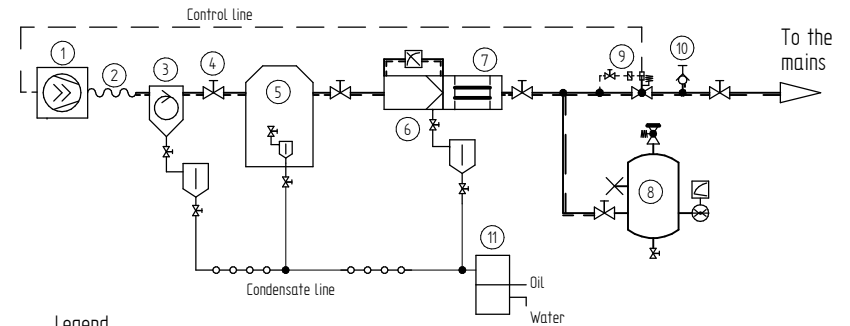 Control line
1
2
3
4
5
6
7
8
9
10
To the
mains
11
Condensate line
Oil
Water
Legend